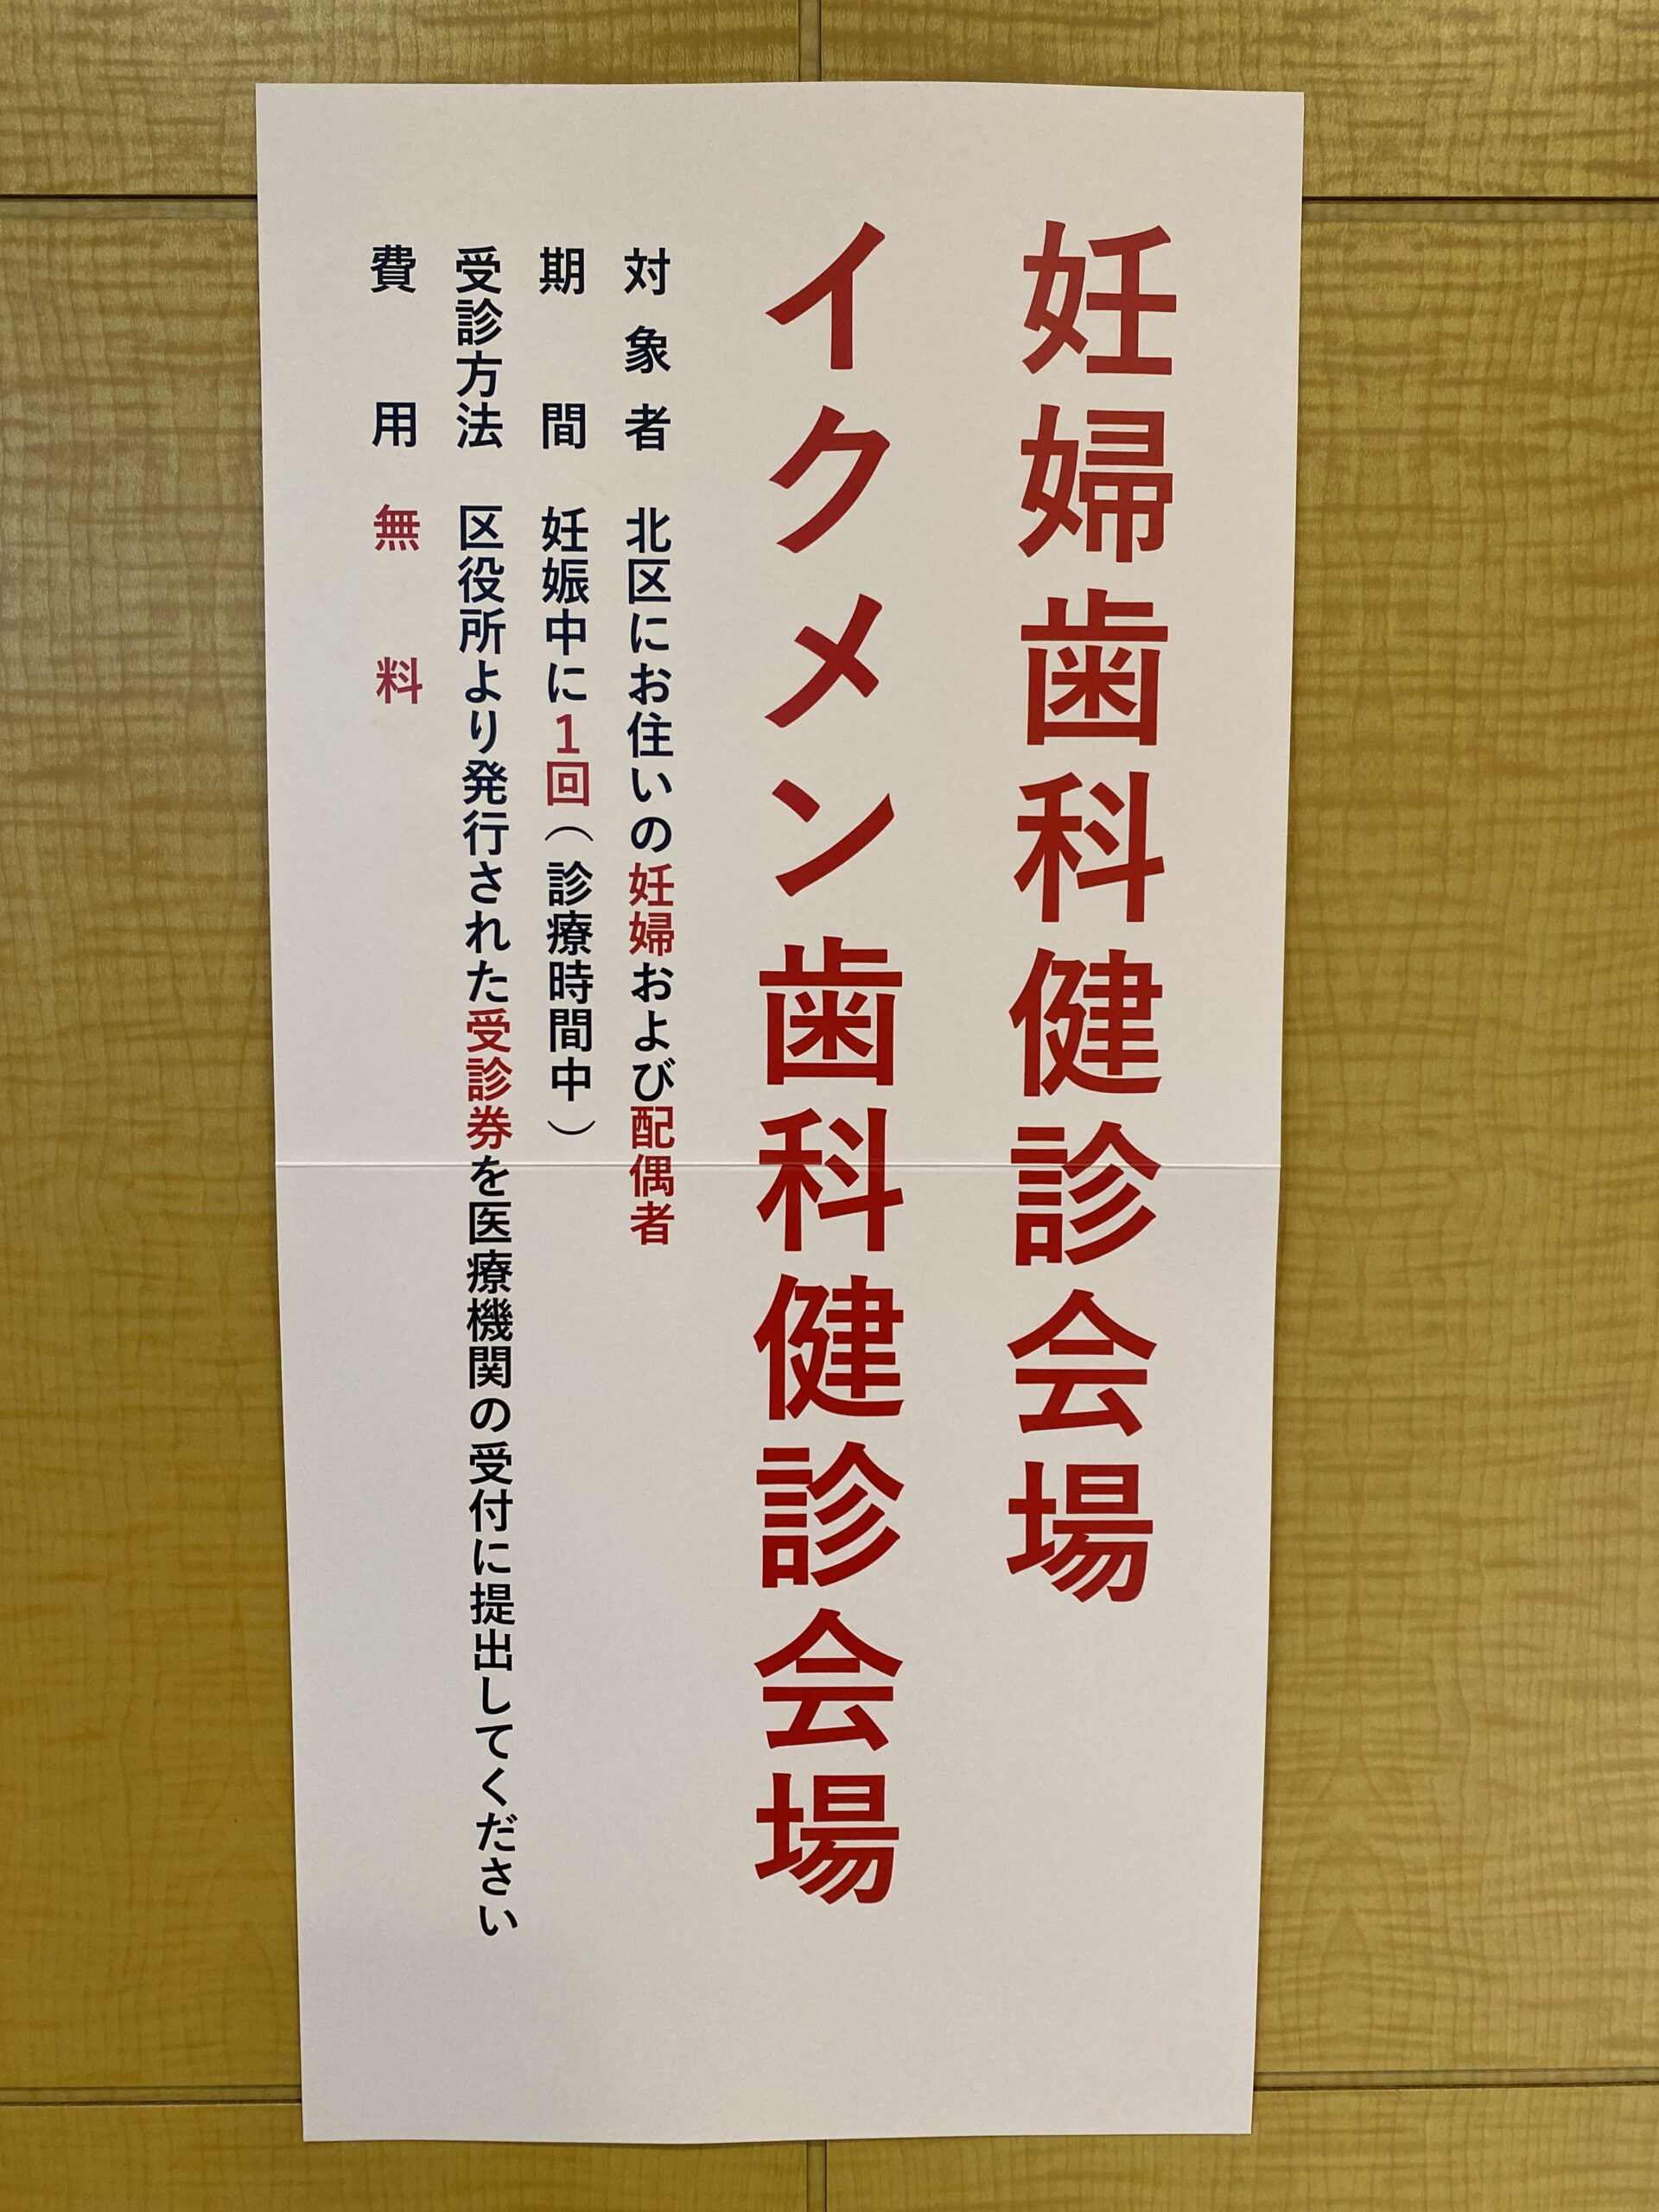 妊婦歯科健診会場
イクメン歯科健診会場
対象者 北区にお住いの妊婦および配偶者
期間 妊娠中に1回(診療時間中)
受診方法 区役所より発行された受診券を医療機関の受付に提出してください
費用 無料